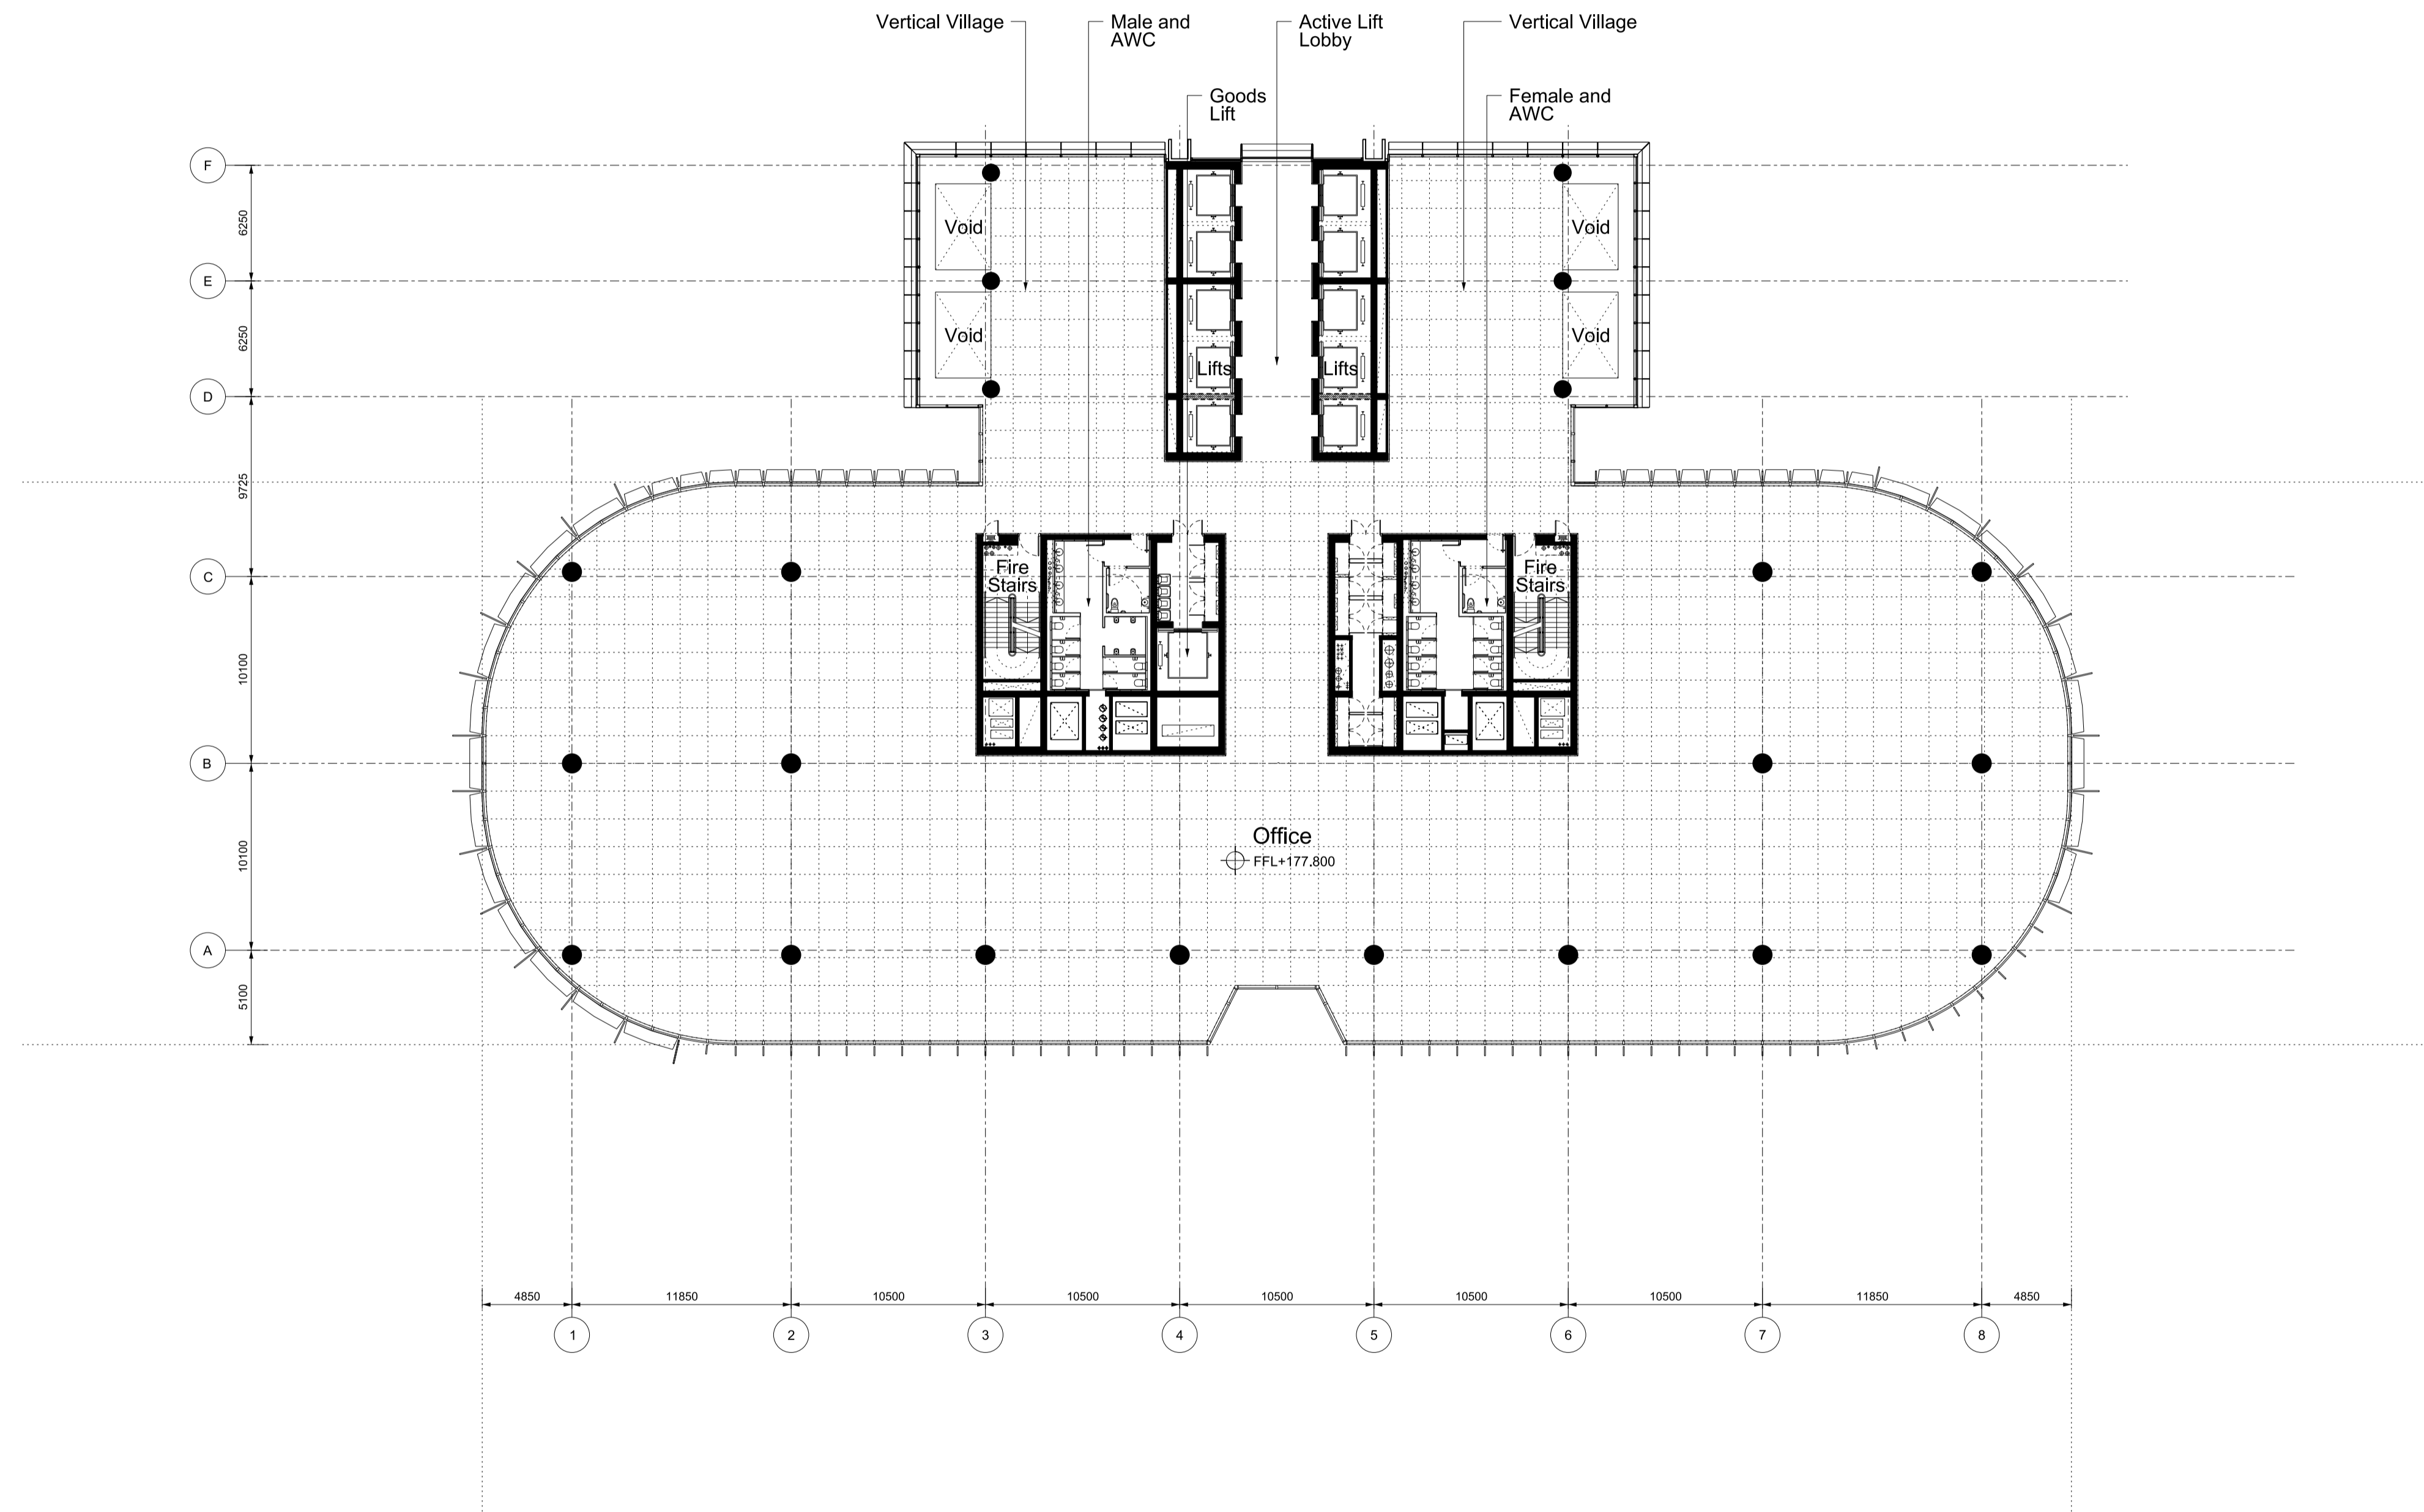 Vertical Village
Male and
AWC
Active Lift
Lobby
Vertical Village
Goods
Lift
Female and
AWC
F
6250
Void
Void
E
6250
Void
Void
Lifts
Lifts
D
9725
Fire
Stairs
Fire
Stairs
C
10100
B
10100
Office
FFL+177.800
A
5100
4850
11850
10500
10500
10500
10500
10500
11850
4850
1
2
3
4
5
6
7
8